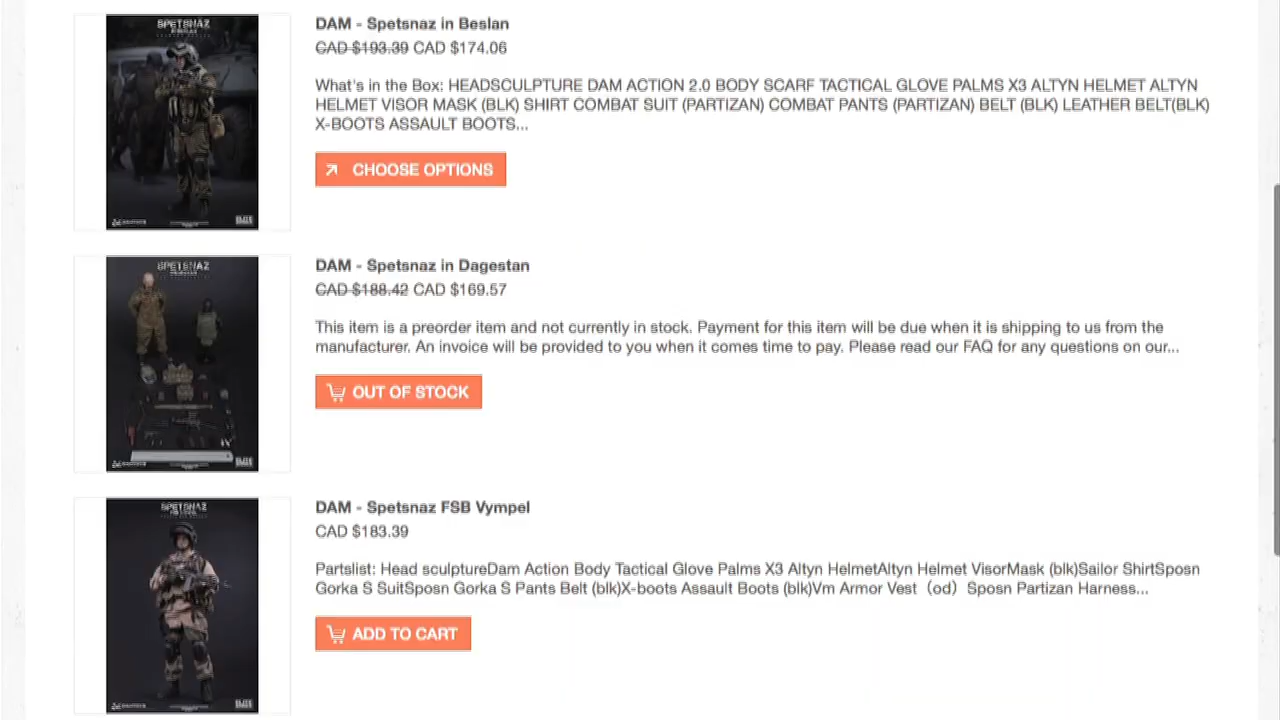 SPETSNAZ
DAM - Spetsnaz in Beslan
CAD $193.39 CAD $174.06
What's in the Box: HEADSCULPTURE DAM ACTION 2.0 BODY SCARF TACTICAL GLOVE PALMS X3 ALTYN HELMET ALTYN
HELMET VISOR MASK (BLK) SHIRT COMBAT SUIT (PARTIZAN) COMBAT PANTS (PARTIZAN) BELT (BLK) LEATHER BELT(BLK)
X-BOOTS ASSAULT BOOTS...
CHOOSE OPTIONS
SPETSNAZ
DAM - Spetsnaz in Dagestan
CAD $188.42 CAD $169.57
This item is a preorder item and not currently in stock. Payment for this item will be due when it is shipping to us from the
manufacturer. An invoice will be provided to you when it comes time to pay. Please read our FAQ for any questions on our...
OUT OF STOCK
SPETSNAZ
DAM - Spetsnaz FSB Vympel
CAD $183.39
Partslist: Head sculptureDam Action Body Tactical Glove Palms X3 Altyn HelmetAltyn Helmet VisorMask (blk)Sailor ShirtSposn
Gorka S SuitSposn Gorka S Pants Belt (blk)X-boots Assault Boots (blk)Vm Armor Vest（od）Sposn Partizan Harness...
ADD TO CART